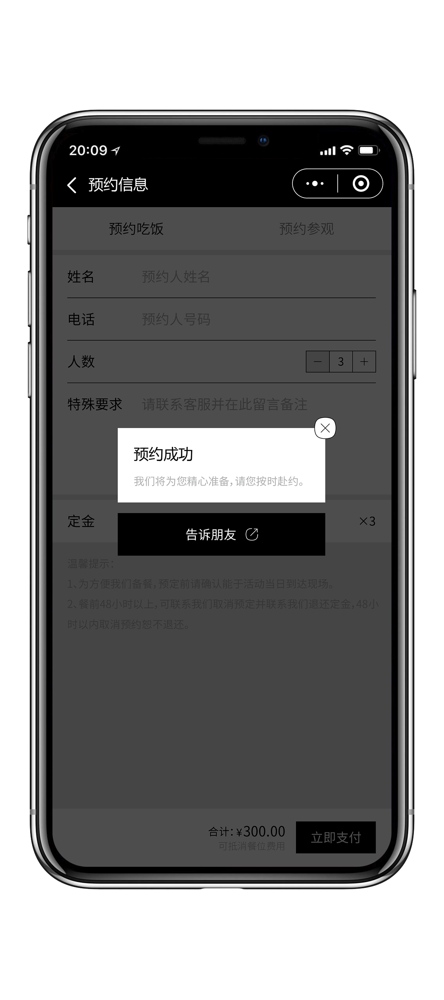 20:09
预约信息
预约吃饭 预约参观
姓名 预约人姓名
电话 预约人号码
人数 3
特殊要求 请联系客服并在此留言备注
预约成功
我们将为您精心准备，请您按时赴约。
定金 ×3
告诉朋友
温馨提示：
1、为方便我们备餐，预定前请确认能于活动当日到达现场。
2、餐前48小时以上，可联系我们取消预定并联系我们退还定金，48小
时以内取消预约恕不退还。
合计：¥300.00
可抵消餐位费用
立即支付